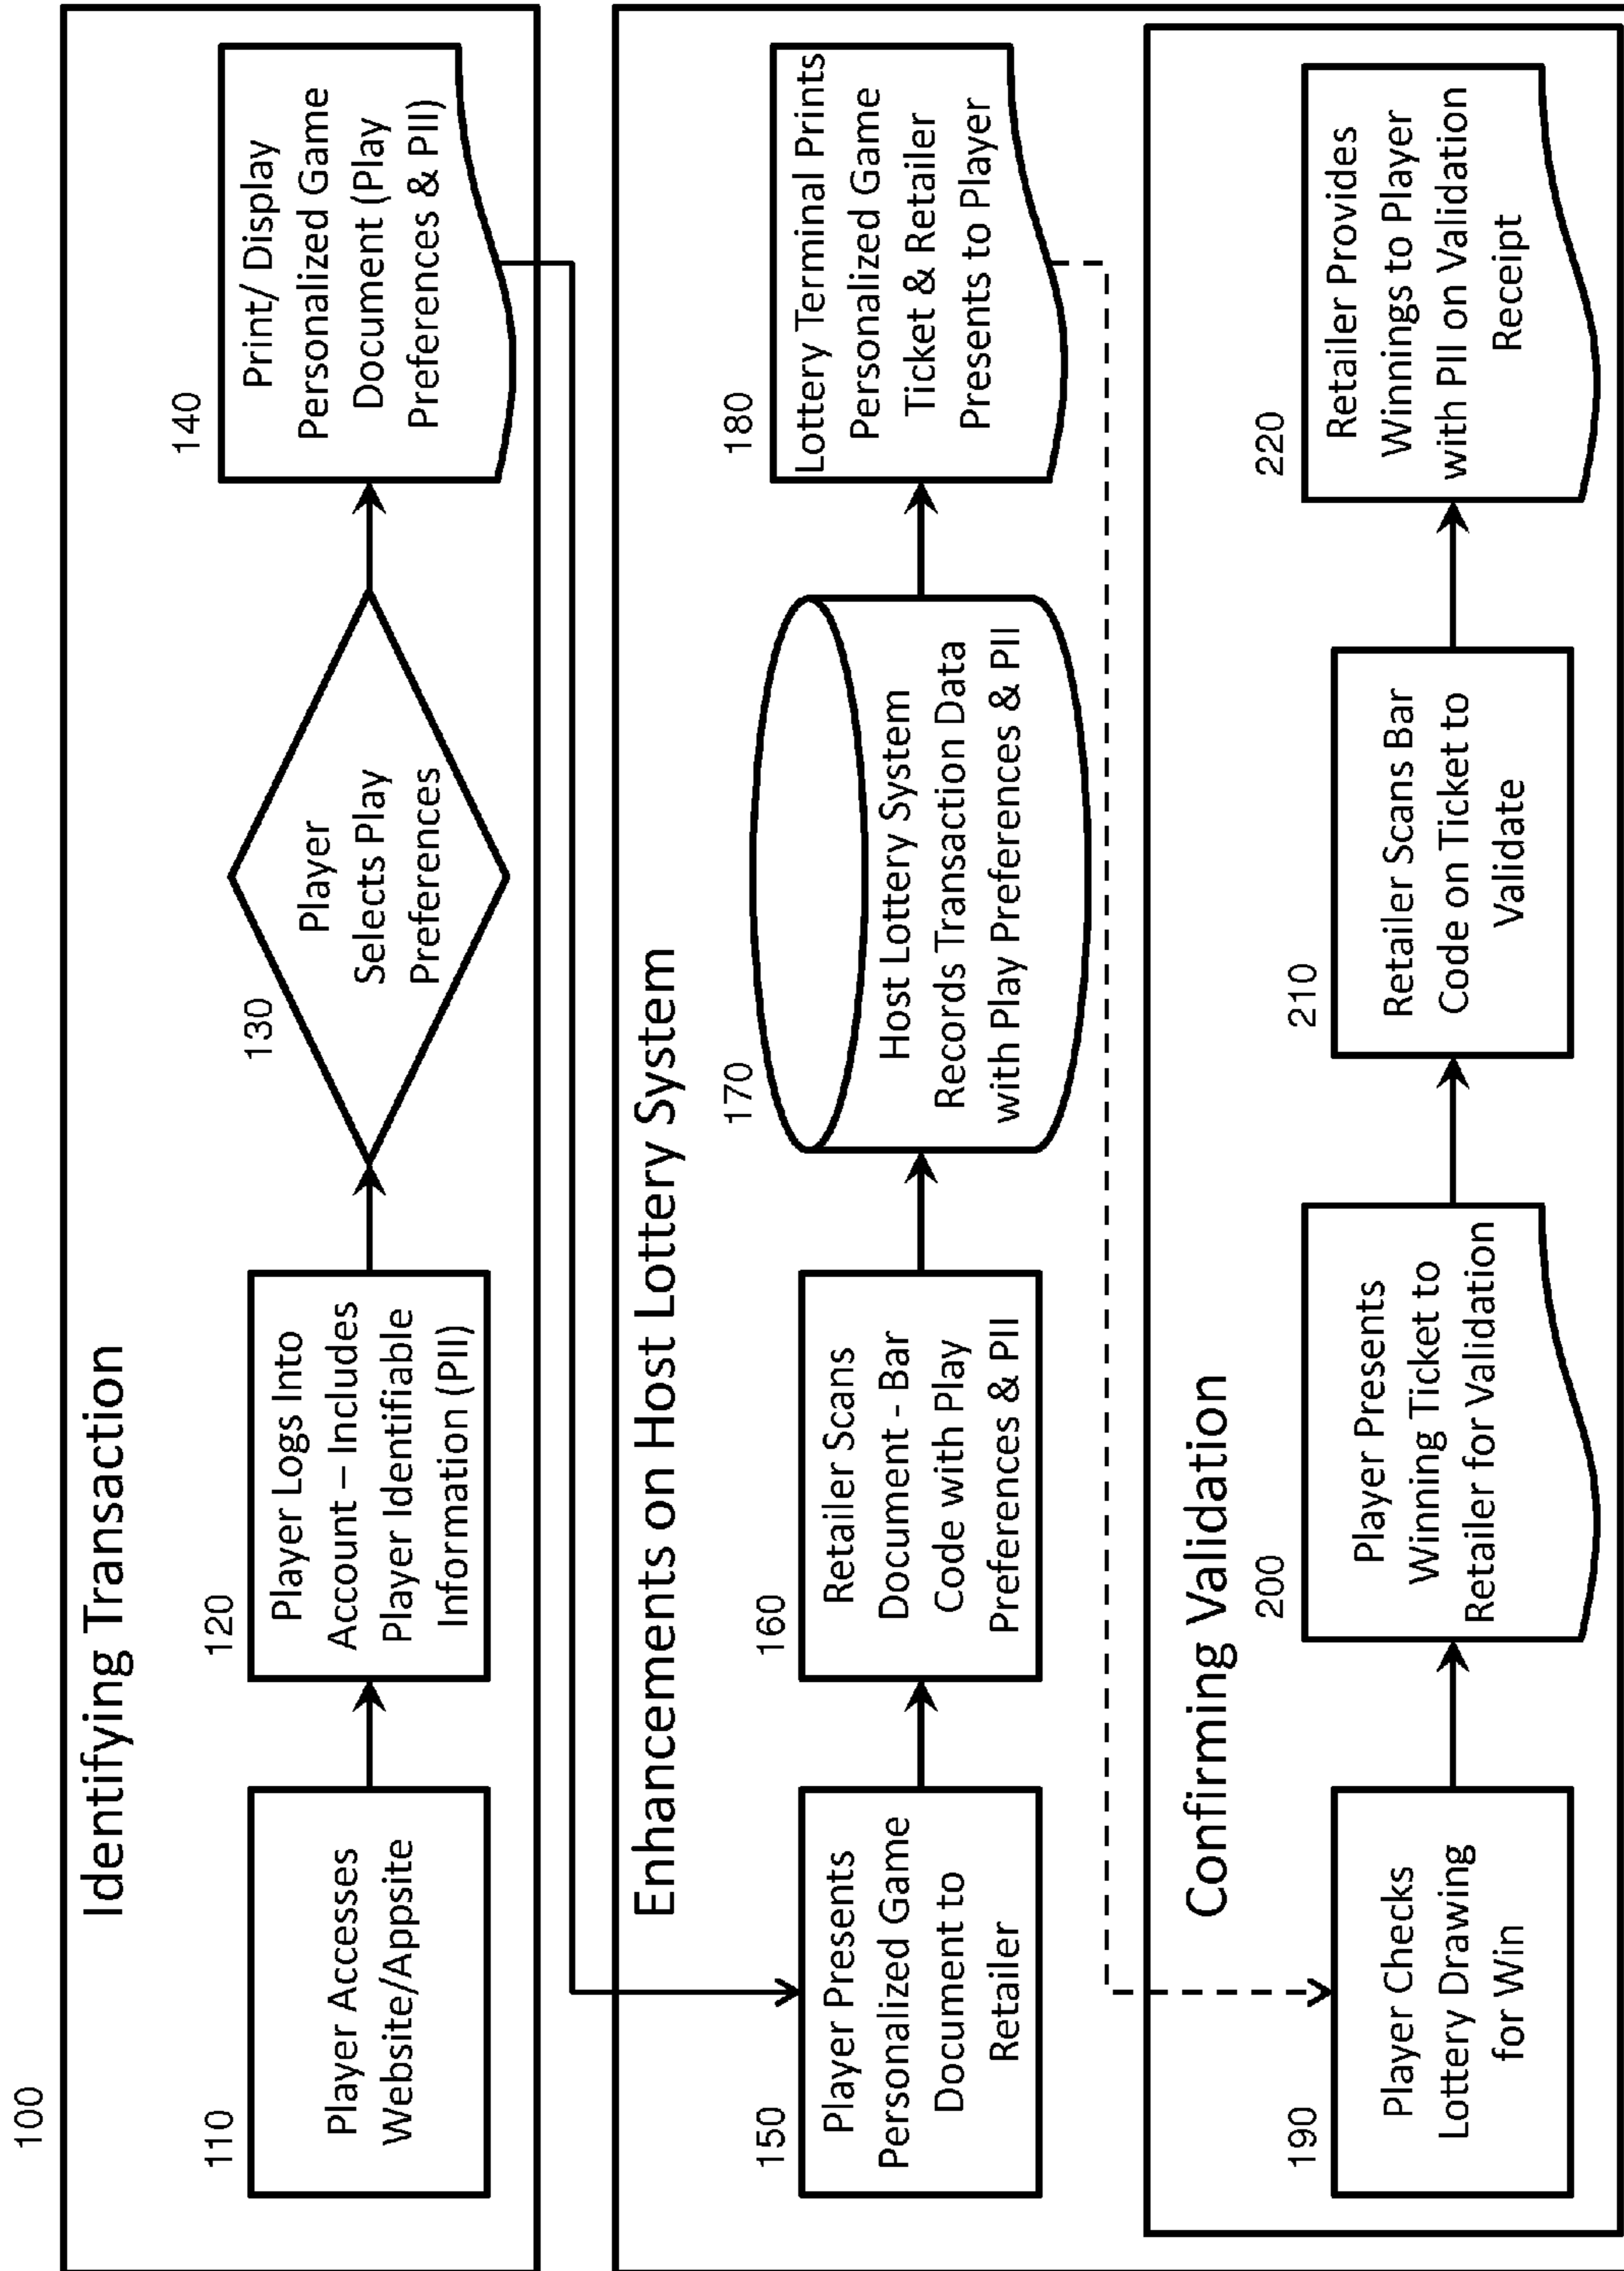 100
Identifying Transaction
110
Player Accesses
Website/Appsite
120
Player Logs Into
Account – Includes
Player Identifiable
Information (PII)
130
Player
Selects Play
Preferences
140
Print/ Display
Personalized Game
Document (Play
Preferences & PII)
Enhancements on Host Lottery System
150
Player Presents
Personalized Game
Document to
Retailer
160
Retailer Scans
Document - Bar
Code with Play
Preferences & PII
170
Host Lottery System
Records Transaction Data
with Play Preferences & PII
180
Lottery Terminal Prints
Personalized Game
Ticket & Retailer
Presents to Player
Confirming Validation
190
Player Checks
Lottery Drawing
for Win
200
Player Presents
Winning Ticket to
Retailer for Validation
210
Retailer Scans Bar
Code on Ticket to
Validate
220
Retailer Provides
Winnings to Player
with PII on Validation
Receipt